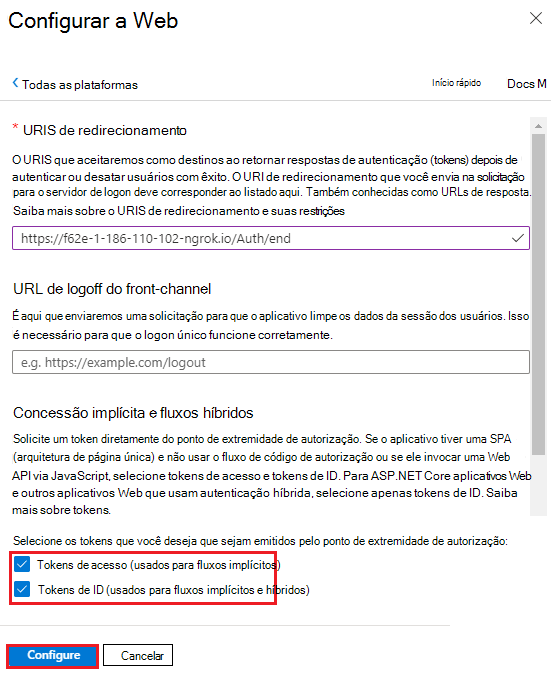 Configurar a Web
Todas as plataformas
Início rápido
Docs M
* URIS de redirecionamento
O URIS que aceitaremos como destinos ao retornar respostas de autenticação (tokens) depois de
autenticar ou desatar usuários com êxito. O URI de redirecionamento que você envia na solicitação
para o servidor de logon deve corresponder ao listado aqui. Também conhecidas como URLs de resposta.
Saiba mais sobre o URIS de redirecionamento e suas restrições
https://f62e-1-186-110-102-ngrok.io/Auth/end
URL de logoff do front-channel
É aqui que enviaremos uma solicitação para que o aplicativo limpe os dados da sessão dos usuários. Isso
é necessário para que o logon único funcione corretamente.
e.g. https://example.com/logout
Concessão implícita e fluxos híbridos
Solicite um token diretamente do ponto de extremidade de autorização. Se o aplicativo tiver uma SPA
(arquitetura de página única) e não usar o fluxo de código de autorização ou se ele invocar uma Web
API via JavaScript, selecione tokens de acesso e tokens de ID. Para ASP.NET Core aplicativos Web
e outros aplicativos Web que usam autenticação híbrida, selecione apenas tokens de ID. Saiba
mais sobre tokens.
Selecione os tokens que você deseja que sejam emitidos pelo ponto de extremidade de autorização:
Tokens de acesso (usados para fluxos implícitos)
Tokens de ID (usados para fluxos implícitos e híbridos)
Configure
Cancelar